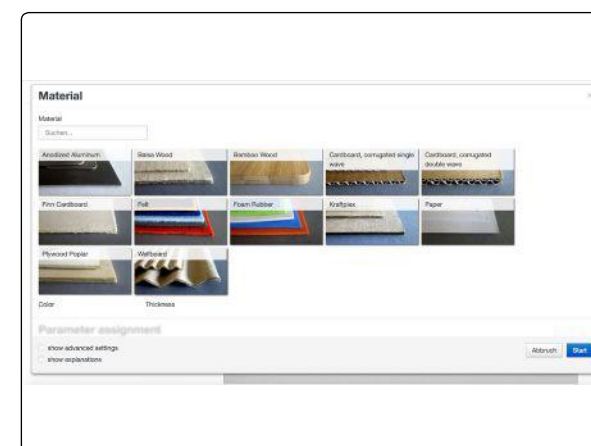 Material
Material
Suchen...
Anodized Aluminum
Balsa Wood
Bamboo Wood
Cardboard, corrugated single
wave
Cardboard, corrugated
double wave
Finn Cardboard
Felt
Foam Rubber
Kraftplex
Paper
Plywood Poplar
Wellboard
Color
Thickness
Parameter assignment
show advanced settings
show explanations
Abbruch
Start